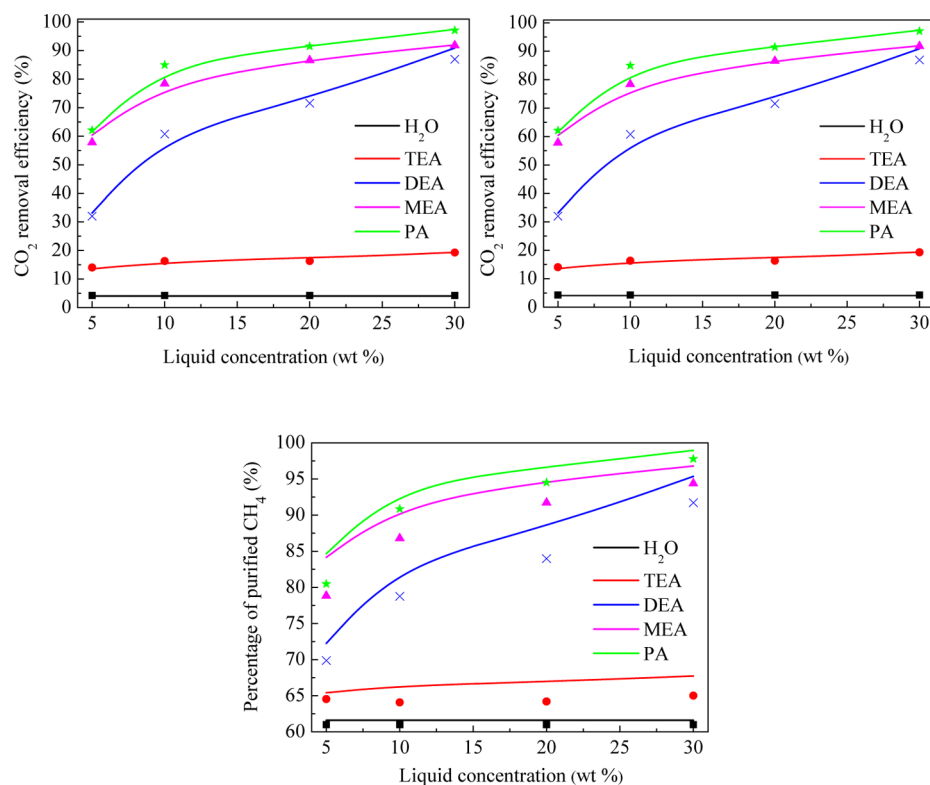 100
90
80
70
60
50
40
30
20
10
0
CO2 removal efficiency (%)
H2O
TEA
DEA
MEA
PA
5 10 15 20 25 30
Liquid concentration (wt %)
100
90
80
70
60
50
40
30
20
10
0
CO2 removal efficiency (%)
H2O
TEA
DEA
MEA
PA
5 10 15 20 25 30
Liquid concentration (wt %)
100
95
90
85
80
75
70
65
60
Percentage of purified CH4 (%)
H2O
TEA
DEA
MEA
PA
5 10 15 20 25 30
Liquid concentration (wt %)